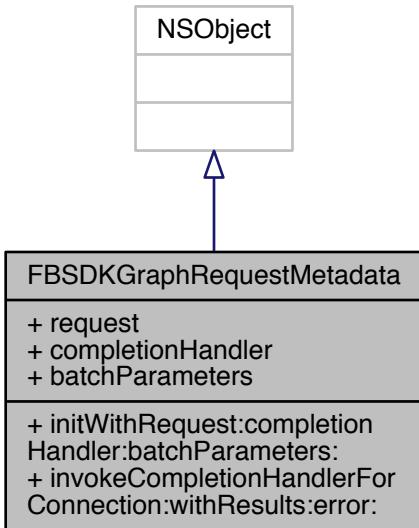 NSObject
FBSDKGraphRequestMetadata
+ request
+ completionHandler
+ batchParameters
+ initWithRequest:completion
Handler:batchParameters:
+ invokeCompletionHandlerFor
Connection:withResults:error: